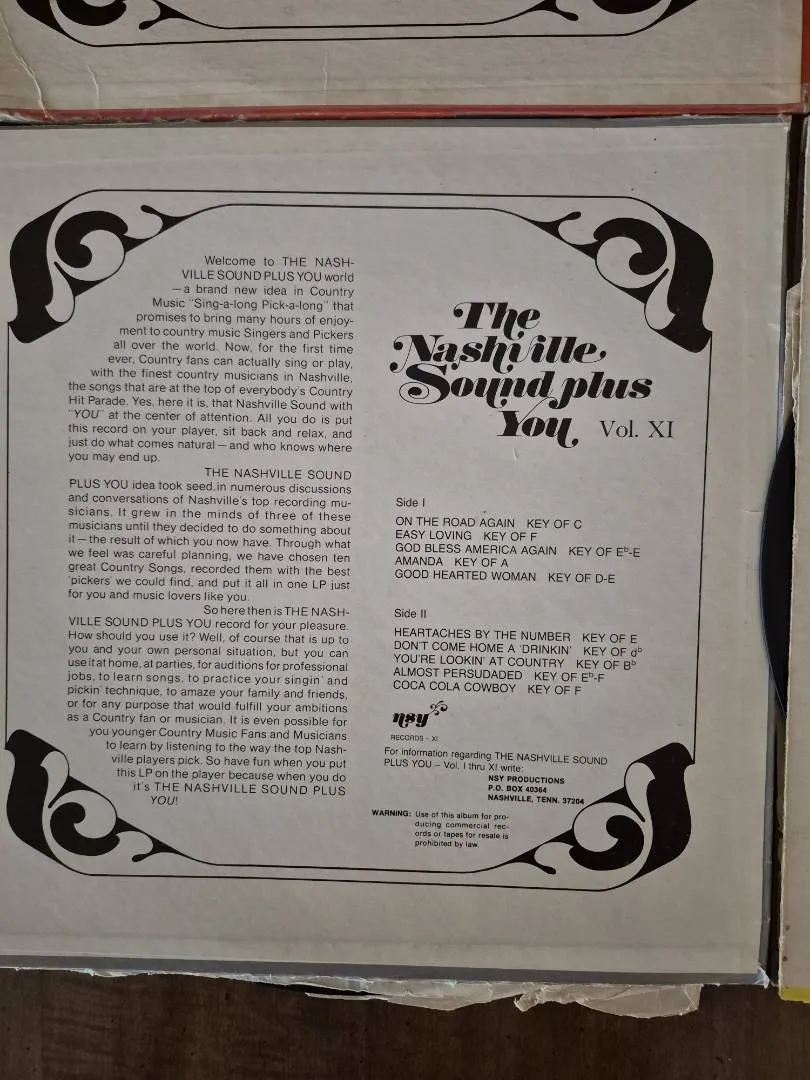 Welcome to THE NASH-
VILLE SOUND PLUS YOU world
— a brand new idea in Country
Music "Sing-a-long Pick-a-long" that
promises to bring many hours of enjoy-
ment to country music Singers and Pickers
all over the world. Now, for the first time
ever, Country fans can actually sing or play,
with the finest country musicians in Nashville,
the songs that are at the top of everybody's Country
Hit Parade. Yes, here it is, that Nashville Sound with
"YOU" at the center of attention. All you do is put
this record on your player, sit back and relax, and
just do what comes natural — and who knows where
you may end up.
THE NASHVILLE SOUND
PLUS YOU idea took seed in numerous discussions
and conversations of Nashville's top recording mu-
sicians. It grew in the minds of three of these
musicians until they decided to do something about
it — the result of which you now have. Through what
we feel was careful planning, we have chosen ten
great Country Songs, recorded them with the best
'pickers' we could find, and put it all in one LP just
for you and music lovers like you.
So here then is THE NASH-
VILLE SOUND PLUS YOU record for your pleasure.
How should you use it? Well, of course that is up to
you and your own personal situation, but you can
use it at home, at parties, for auditions for professional
jobs, to learn songs, to practice your singin' and
pickin' technique, to amaze your family and friends,
or for any purpose that would fulfill your ambitions
as a Country fan or musician. It is even possible for
you younger Country Music Fans and Musicians
to learn by listening to the way the top Nash-
ville players pick. So have fun when you put
this LP on the player because when you do
it's THE NASHVILLE SOUND PLUS
YOU!
The
Nashville
Sound plus
You Vol. XI
Side I
ON THE ROAD AGAIN KEY OF C
EASY LOVING KEY OF F
GOD BLESS AMERICA AGAIN KEY OF Eb-E
AMANDA KEY OF A
GOOD HEARTED WOMAN KEY OF D-E
Side II
HEARTACHES BY THE NUMBER KEY OF E
DON'T COME HOME A 'DRINKIN' KEY OF db
YOU'RE LOOKIN' AT COUNTRY KEY OF Bb
ALMOST PERSUDADED KEY OF Eb-F
COCA COLA COWBOY KEY OF F
nsy
RECORDS - XI
For information regarding THE NASHVILLE SOUND
PLUS YOU – Vol. I thru XI write:
NSY PRODUCTIONS
P.O. BOX 40364
NASHVILLE, TENN. 37204
WARNING: Use of this album for pro-
ducing commercial rec-
ords or tapes for resale is
prohibited by law.